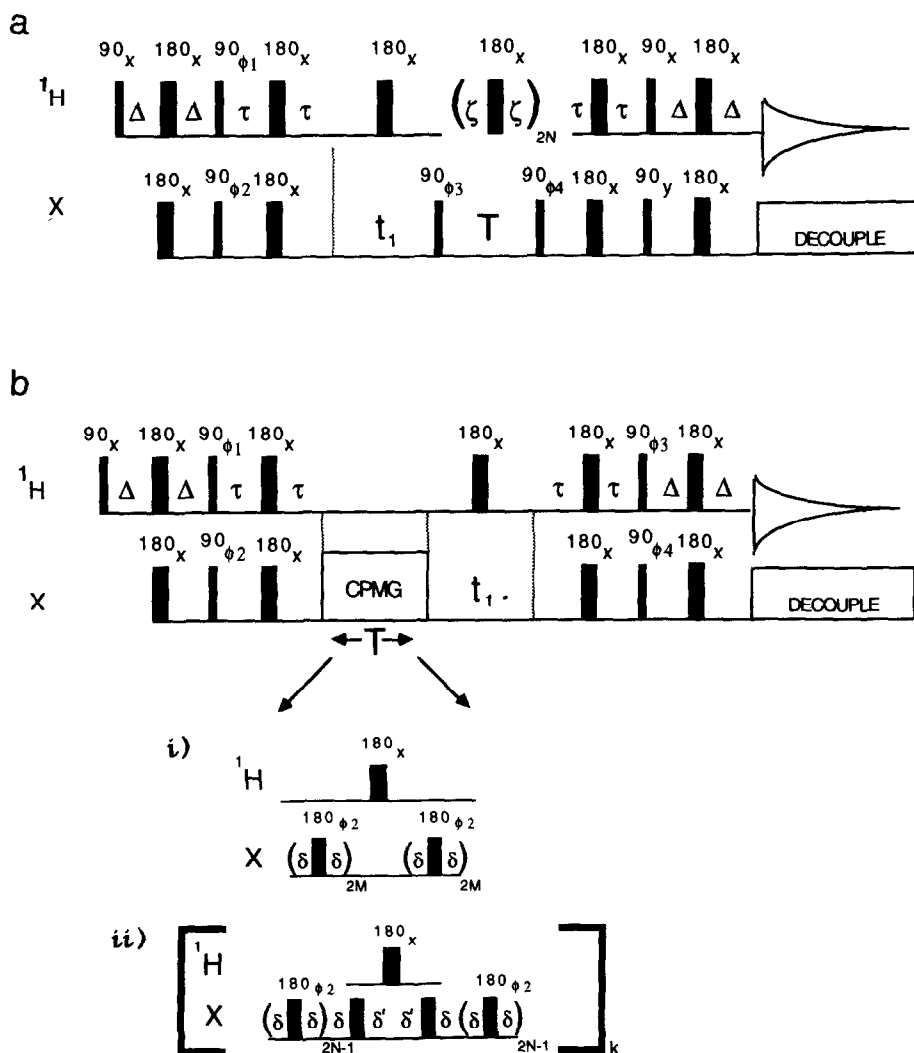 a
90x 180x 90ϕ1 180x 180x 180x 180x 90x 180x
¹H Δ Δ τ τ (ζ ζ)2N τ τ Δ Δ
180x 90ϕ2 180x 90ϕ3 90ϕ4 180x 90y 180x
X t₁ T DECOUPLE
b
90x 180x 90ϕ1 180x 180x 180x 90ϕ3 180x
¹H Δ Δ τ τ τ τ Δ Δ
180x 90ϕ2 180x 180x 90ϕ4 180x
X CPMG t₁ DECOUPLE
T
i)
180x
¹H
180ϕ2 180ϕ2
X (δ δ)2M (δ δ)2M
ii)
180x
¹H
180ϕ2 180ϕ2
X (δ δ)2N-1 δ δ' δ' δ (δ δ)2N-1 k